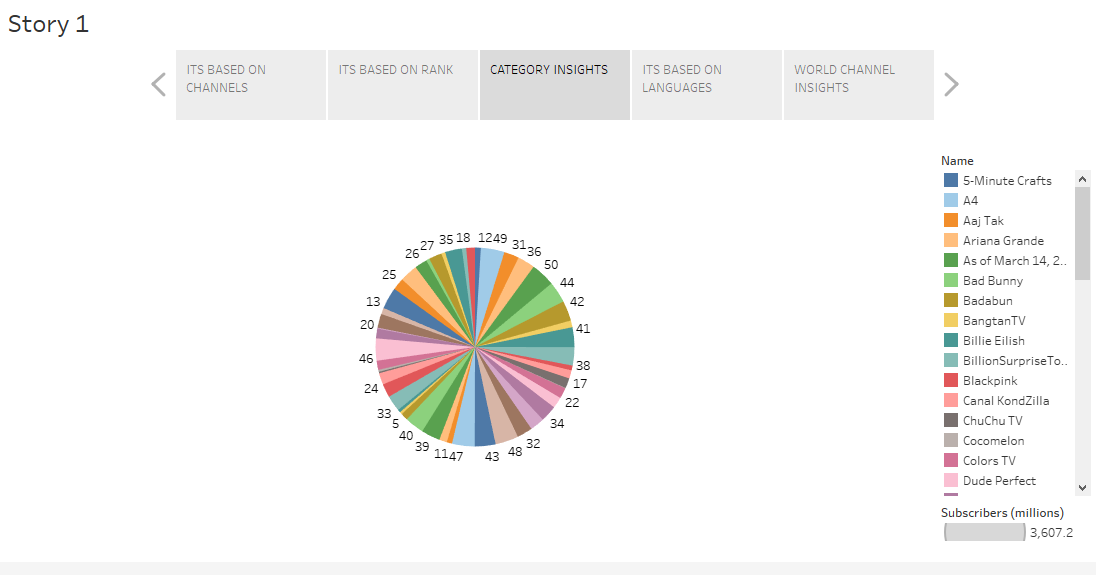 Story 1
ITS BASED ON
CHANNELS
ITS BASED ON RANK
CATEGORY INSIGHTS
ITS BASED ON
LANGUAGES
WORLD CHANNEL
INSIGHTS
Name
5-Minute Crafts
A4
Aaj Tak
Ariana Grande
As of March 14, 2..
Bad Bunny
Badabun
BangtanTV
Billie Eilish
BillionSurpriseTo..
Blackpink
Canal KondZilla
ChuChu TV
Cocomelon
Colors TV
Dude Perfect
Subscribers (millions)
3,607.2
12
49
31
36
50
44
42
41
38
17
22
34
32
48
43
47
11
39
40
5
33
24
46
20
13
25
26
27
35
18